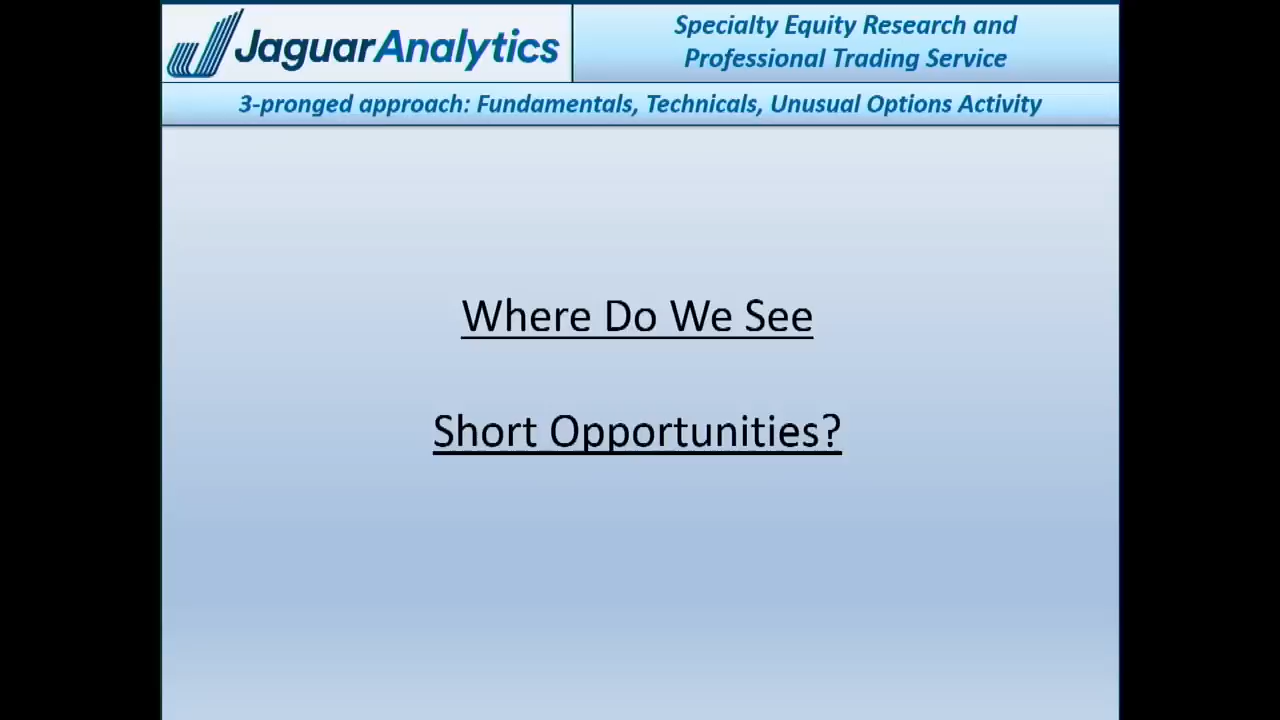 JaguarAnalytics
Specialty Equity Research and
Professional Trading Service
3-pronged approach: Fundamentals, Technicals, Unusual Options Activity
Where Do We See
Short Opportunities?